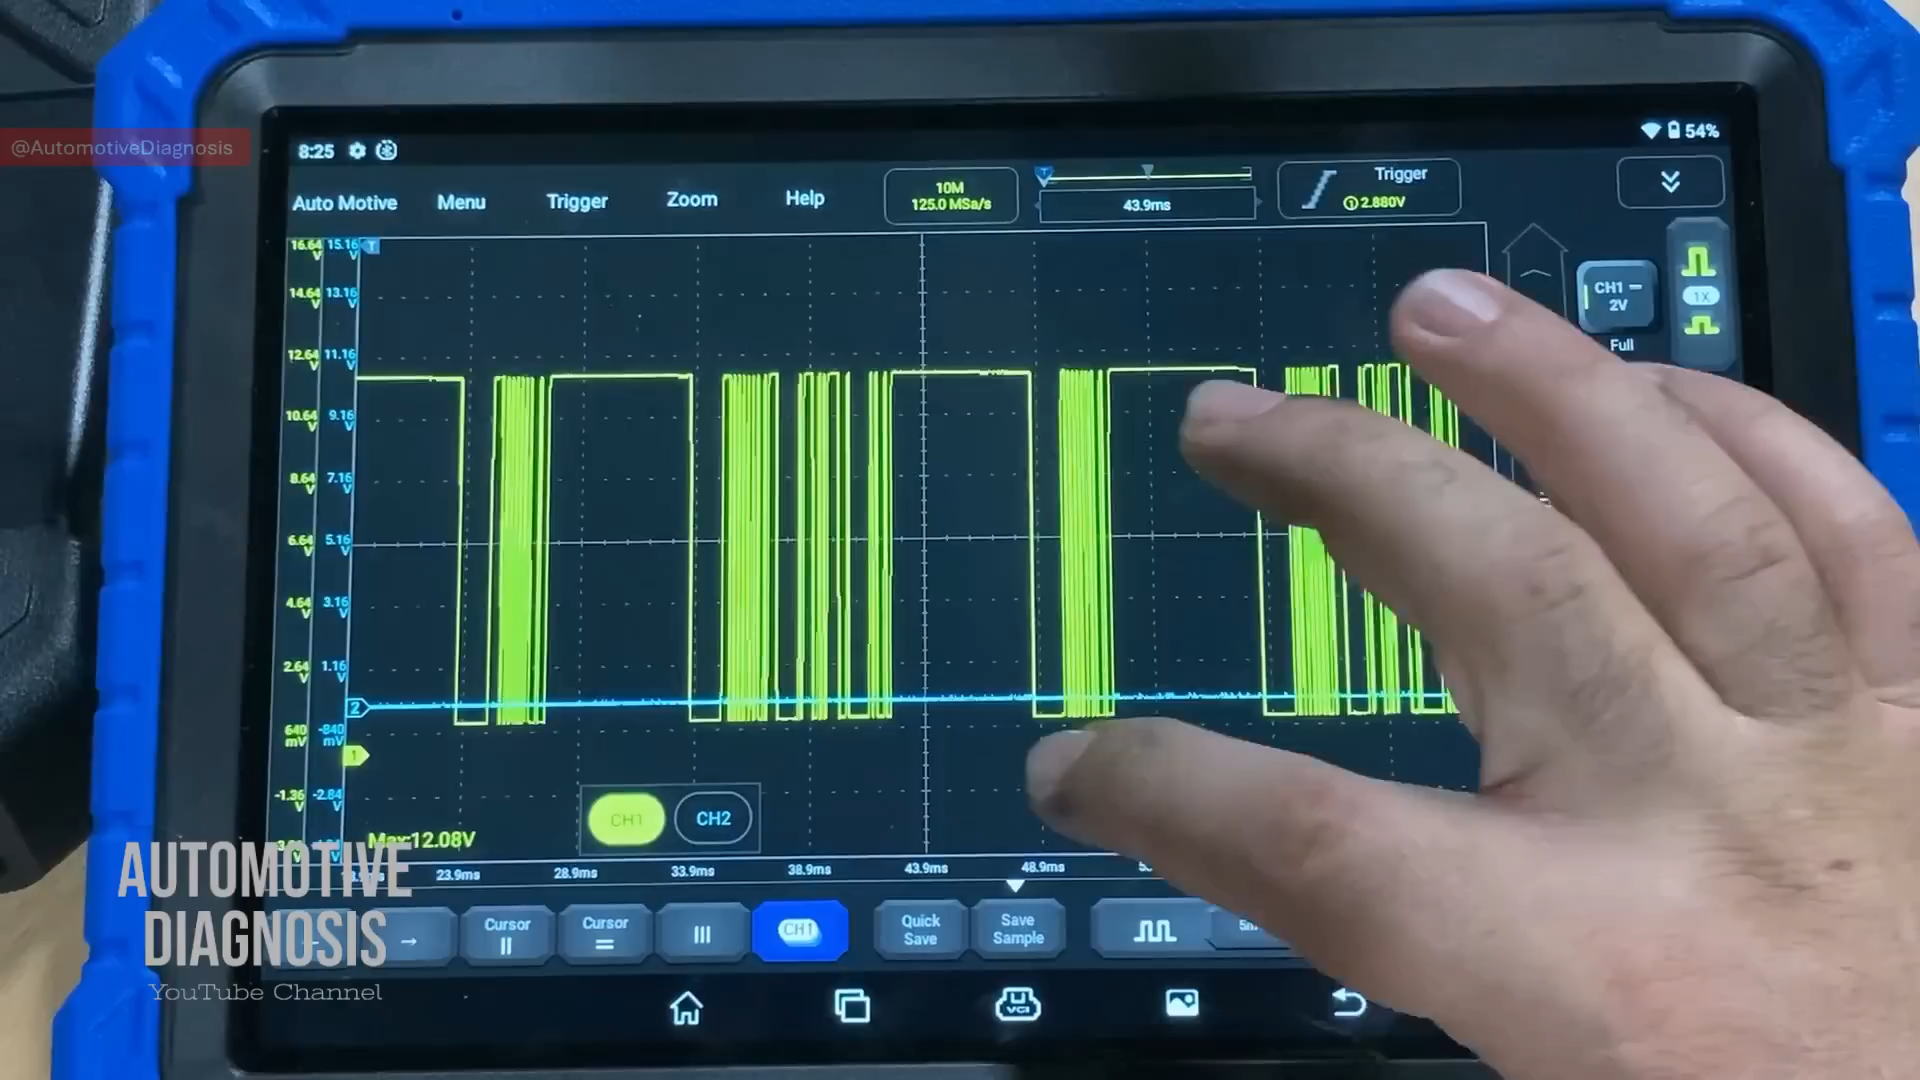 @AutomotiveDiagnosis
8:25
54%
Auto Motive
Menu
Trigger
Zoom
Help
10M
125.0 MSa/s
T
43.9ms
Trigger
① 2.880V
16.64 V
15.16 V
T
14.64 V
13.16 V
12.64 V
11.16 V
10.64 V
9.16 V
8.64 V
7.16 V
6.64 V
5.16 V
4.64 V
3.16 V
2.64 V
1.16 V
640 mV
-840 mV
-1.36 V
-2.84 V
2
1
CH1 −
2V
Full
1X
Max:12.08V
CH1
CH2
23.9ms
28.9ms
33.9ms
38.9ms
43.9ms
48.9ms
Cursor
Cursor
CH1
Quick
Save
Save
Sample
VCI
AUTOMOTIVE
DIAGNOSIS
YouTube Channel